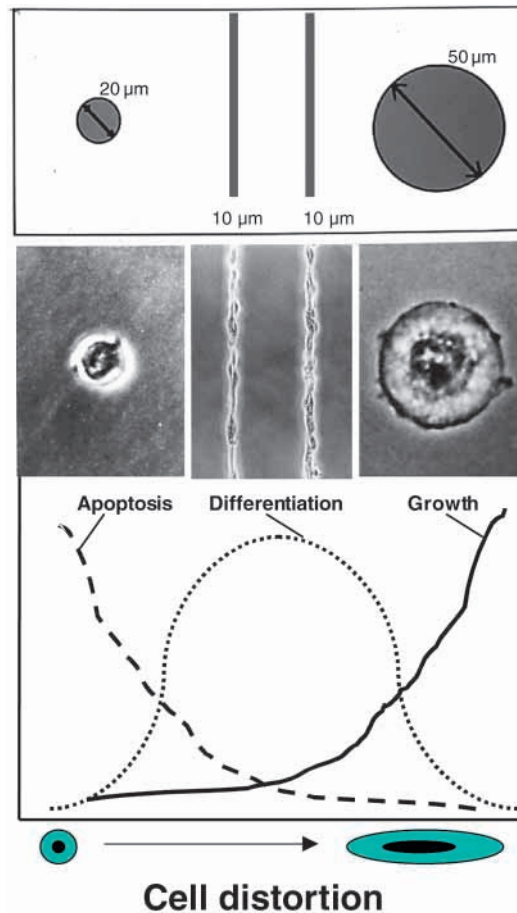 20 µm
50 µm
10 µm 10 µm
Apoptosis Differentiation Growth
Cell distortion